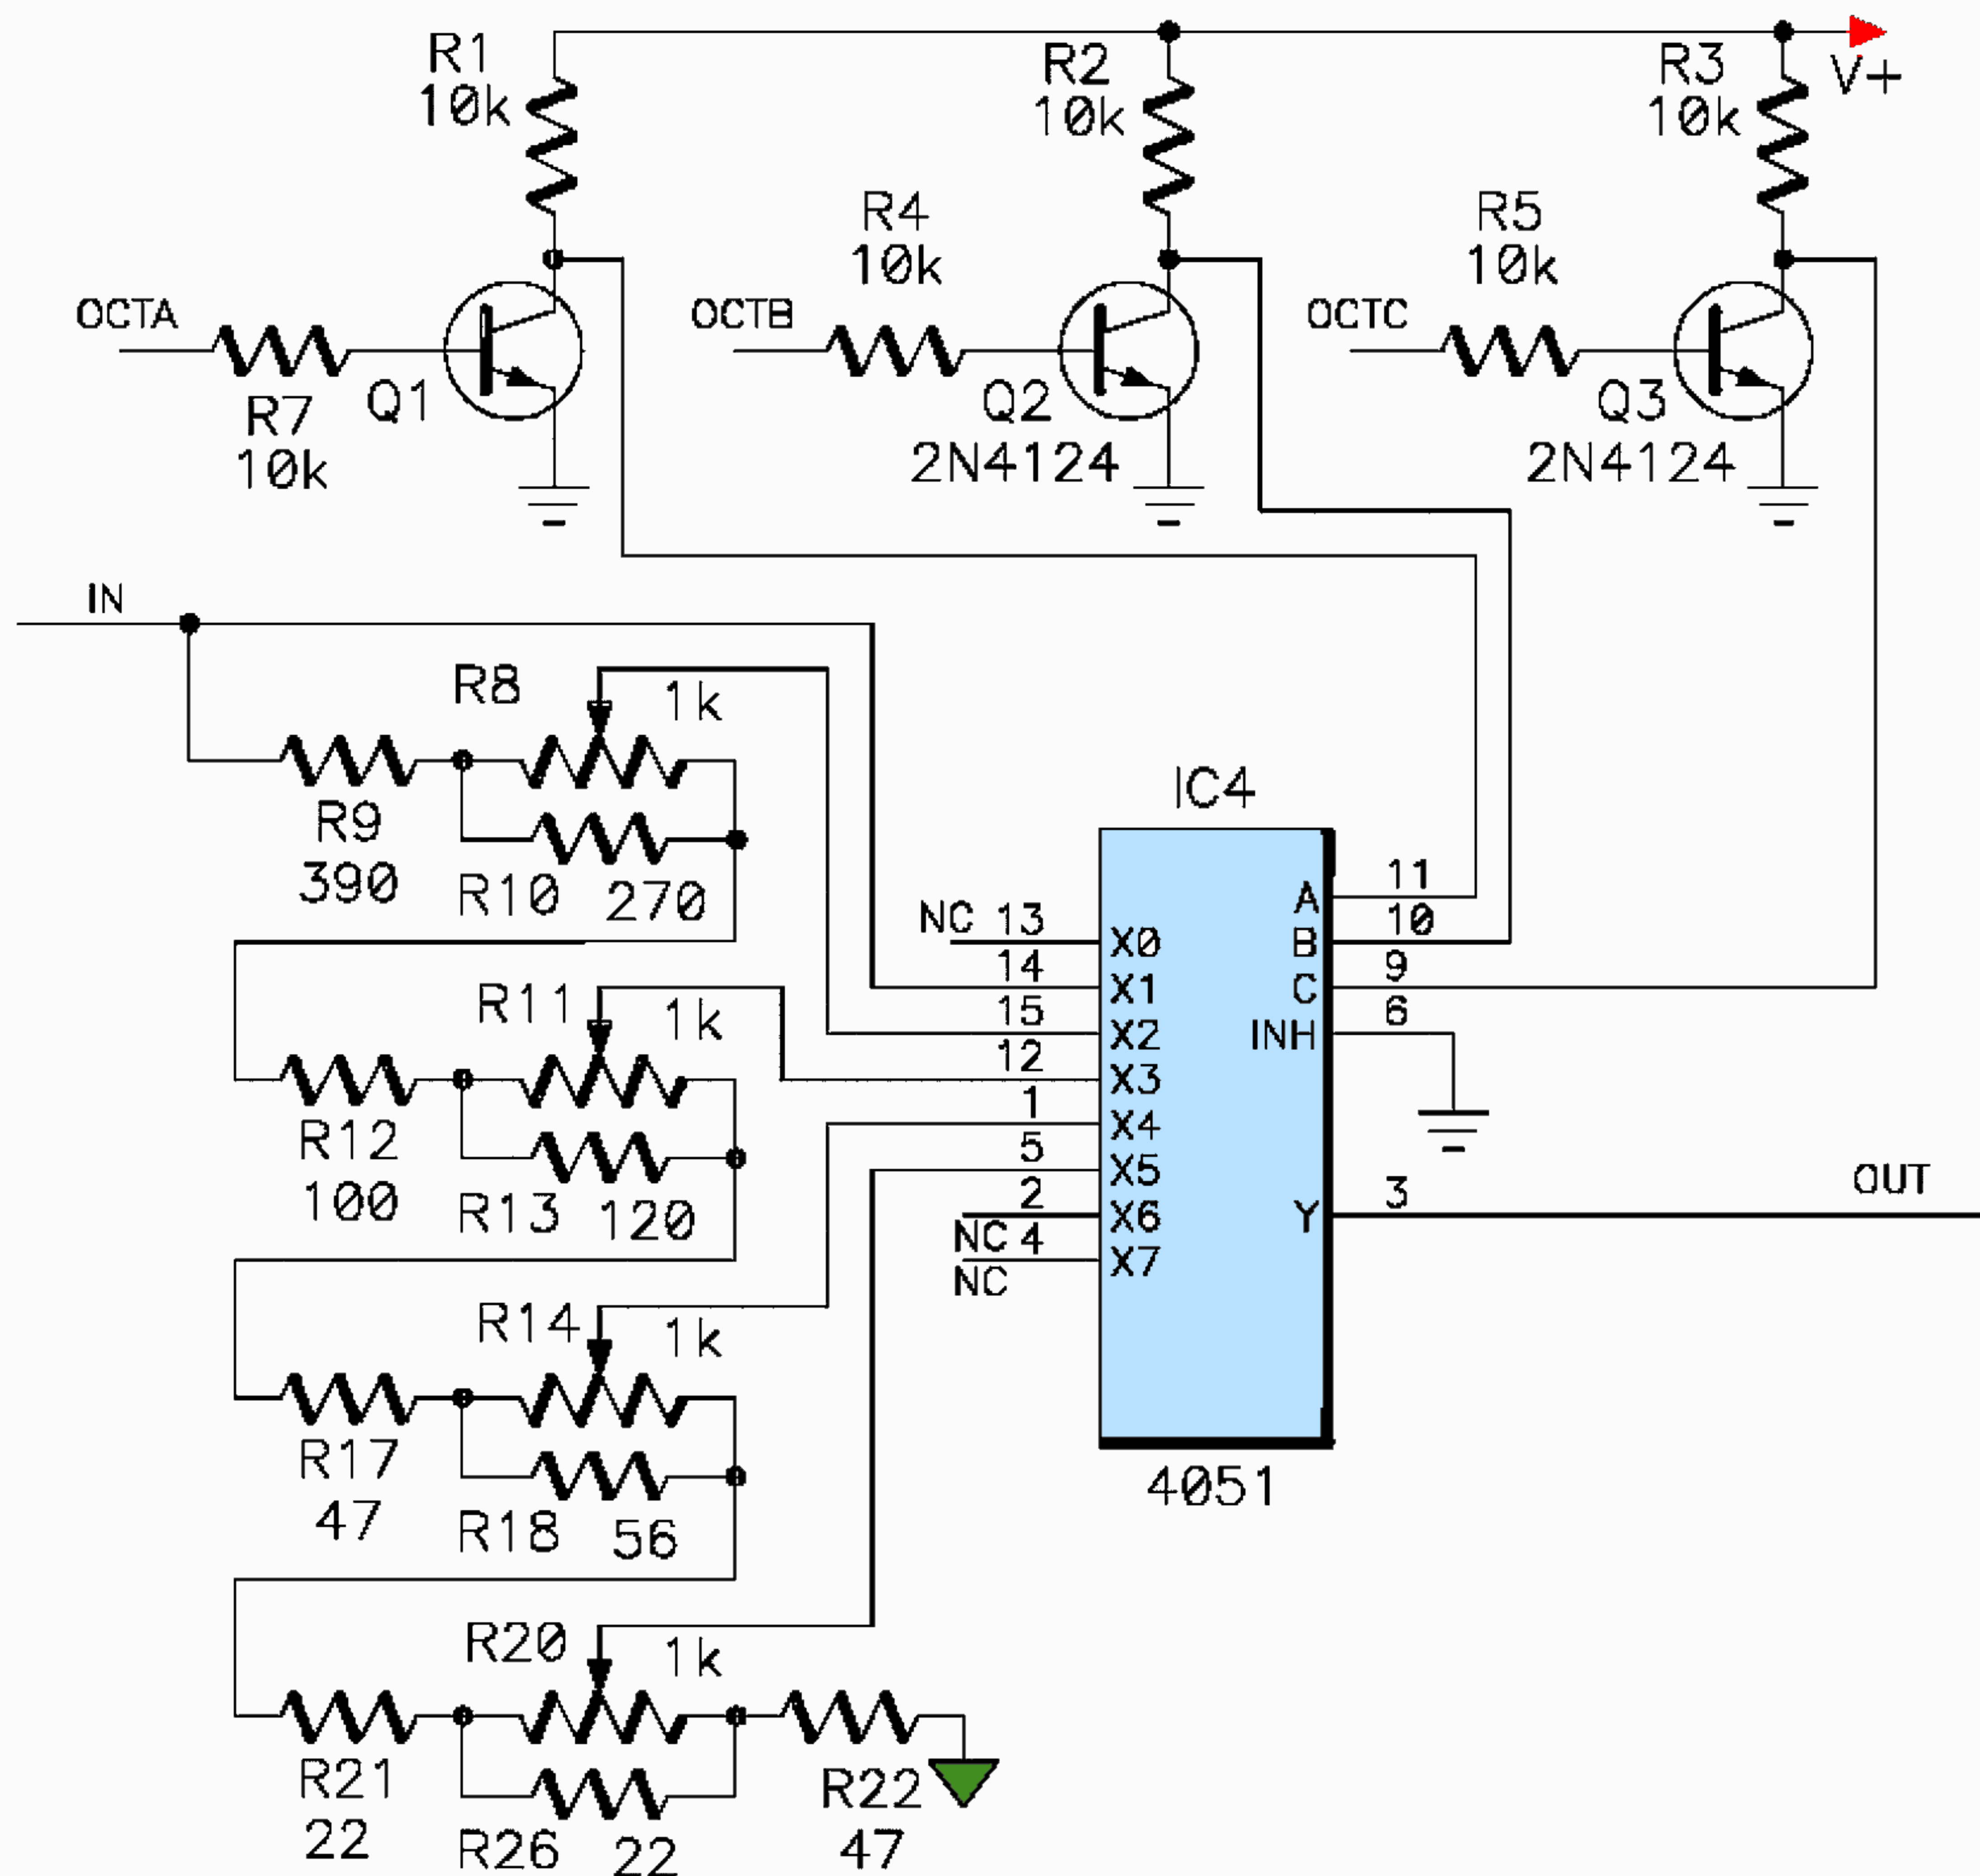 R1
10k
R2
10k
R3
10k
V+
R4
10k
R5
10k
OCTA
OCTB
OCTC
R7
10k
Q1
Q2
2N4124
Q3
2N4124
IN
R8
1k
R9
390
R10
270
IC4
A
11
B
10
C
9
INH
6
Y
3
OUT
NC
13
X0
14
X1
15
X2
12
X3
1
X4
5
X5
2
X6
NC
4
X7
NC
4051
R11
1k
R12
100
R13
120
R14
1k
R17
47
R18
56
R20
1k
R21
22
R26
22
R22
47